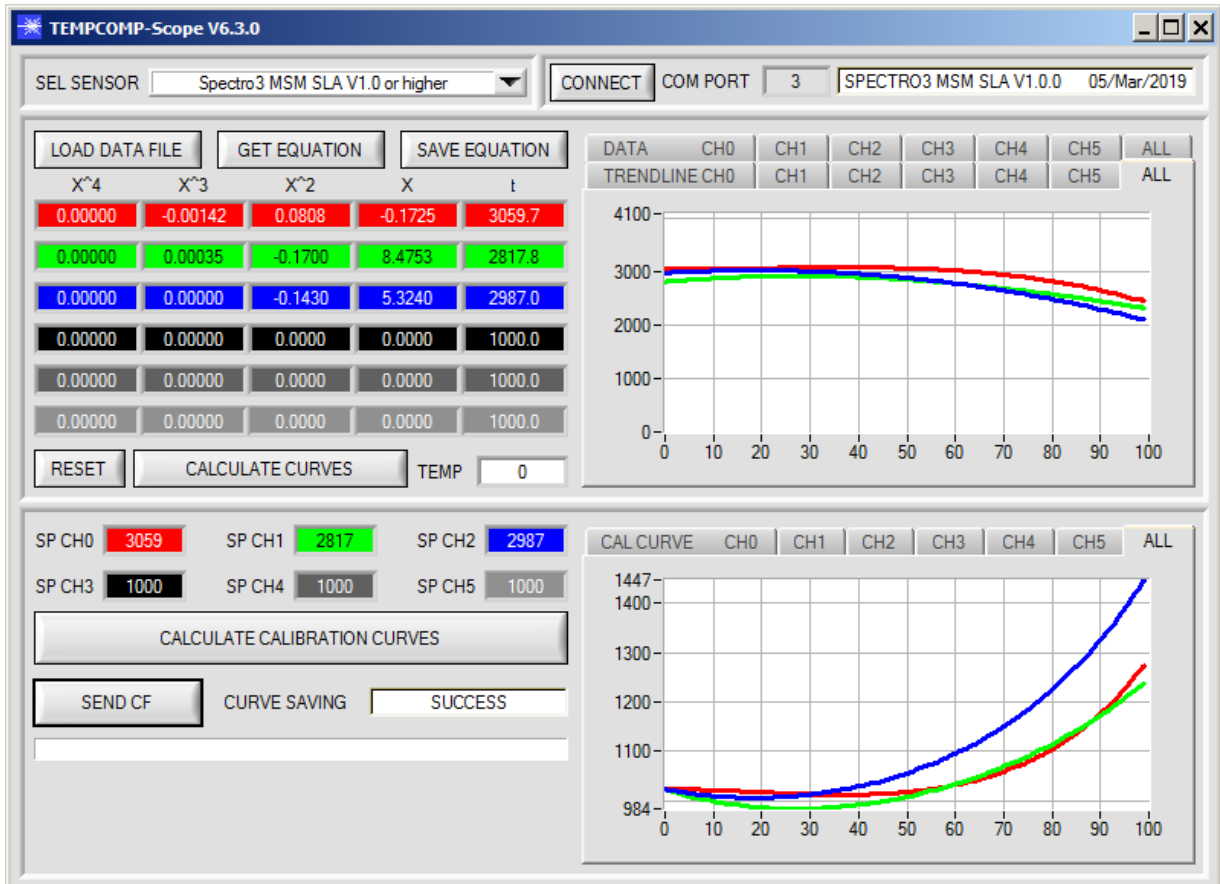 TEMPCOMP-Scope V6.3.0
SEL SENSOR Spectro3 MSM SLA V1.0 or higher
CONNECT COM PORT 3 SPECTRO3 MSM SLA V1.0.0 05/Mar/2019
LOAD DATA FILE GET EQUATION SAVE EQUATION
X^4 X^3 X^2 X t
0.00000 -0.00142 0.0808 -0.1725 3059.7
0.00000 0.00035 -0.1700 8.4753 2817.8
0.00000 0.00000 -0.1430 5.3240 2987.0
0.00000 0.00000 0.0000 0.0000 1000.0
0.00000 0.00000 0.0000 0.0000 1000.0
0.00000 0.00000 0.0000 0.0000 1000.0
RESET CALCULATE CURVES TEMP 0
DATA CH0 CH1 CH2 CH3 CH4 CH5 ALL
TRENDLINE CH0 CH1 CH2 CH3 CH4 CH5 ALL
4100
3000
2000
1000
0
0 10 20 30 40 50 60 70 80 90 100
SP CH0 3059 SP CH1 2817 SP CH2 2987
SP CH3 1000 SP CH4 1000 SP CH5 1000
CALCULATE CALIBRATION CURVES
SEND CF CURVE SAVING SUCCESS
CAL CURVE CH0 CH1 CH2 CH3 CH4 CH5 ALL
1447
1400
1300
1200
1100
984
0 10 20 30 40 50 60 70 80 90 100